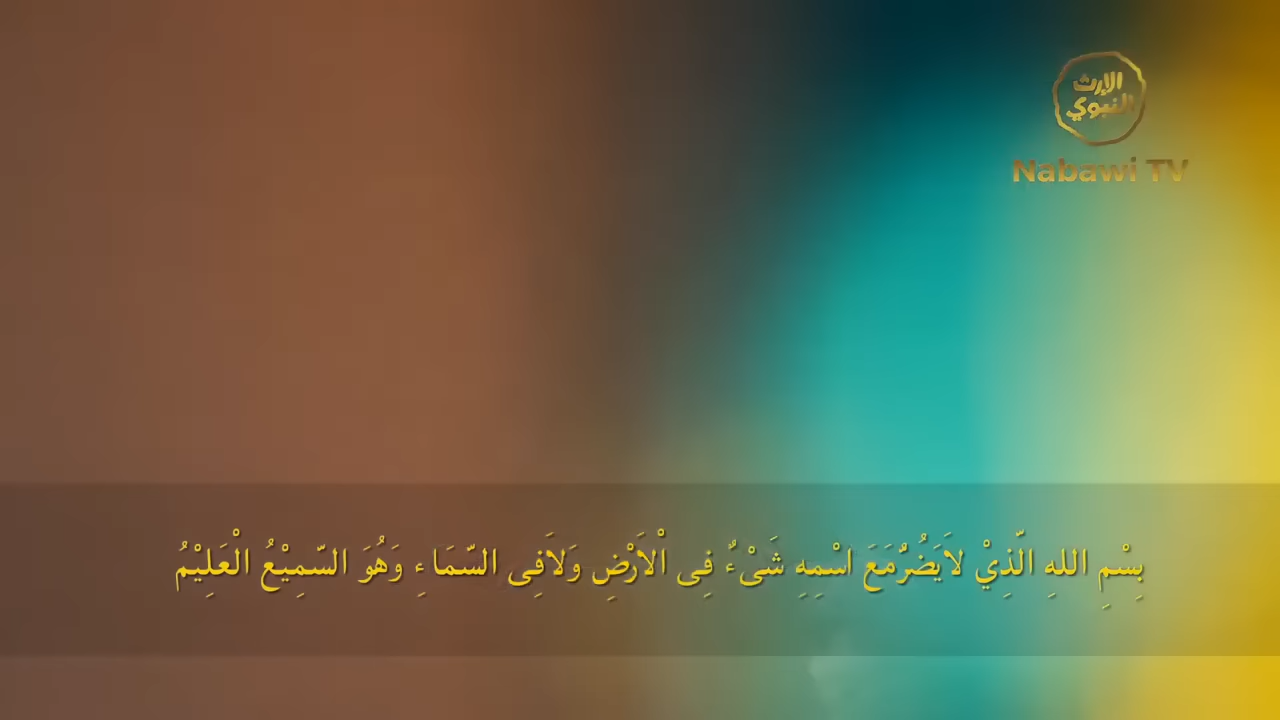 الإرث
النبوي
Nabawi TV
بِسْمِ اللهِ الَّذِيْ لاَيَضُرُّمَعَ اسْمِهِ شَىْءٌ فِى الْاَرْضِ وَلاَفِى السَّمَاءِ وَهُوَ السَّمِيْعُ الْعَلِيْمُ